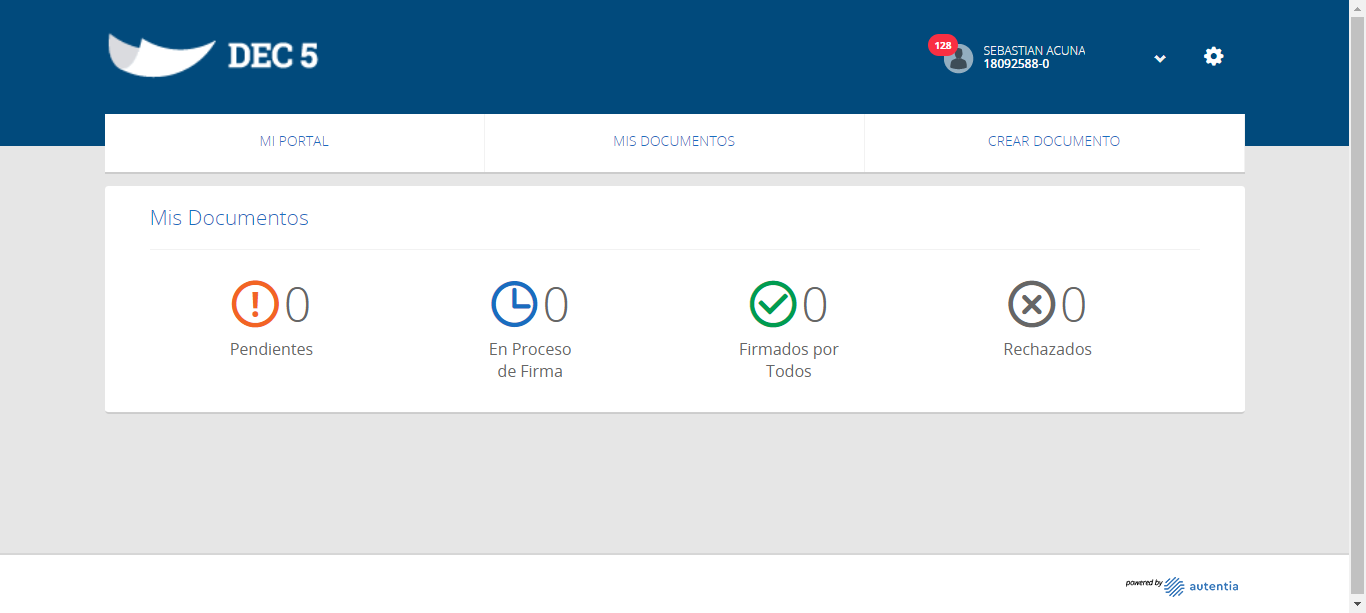 DEC 5
128
SEBASTIAN ACUNA
18092588-0
MI PORTAL
MIS DOCUMENTOS
CREAR DOCUMENTO
Mis Documentos
0
Pendientes
0
En Proceso
de Firma
0
Firmados por
Todos
0
Rechazados
powered by
autentia